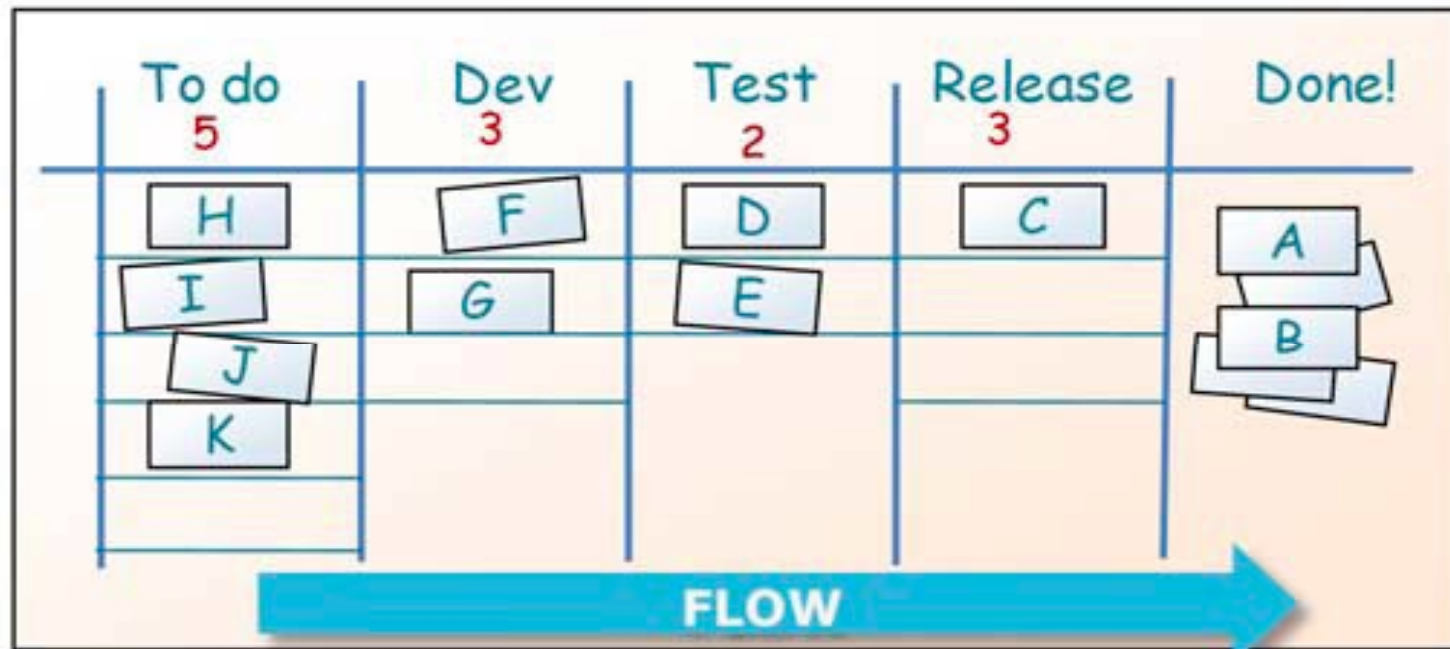 To do Dev Test Release Done!
5 3 2 3
H F D C A
I G E
J B
K
FLOW